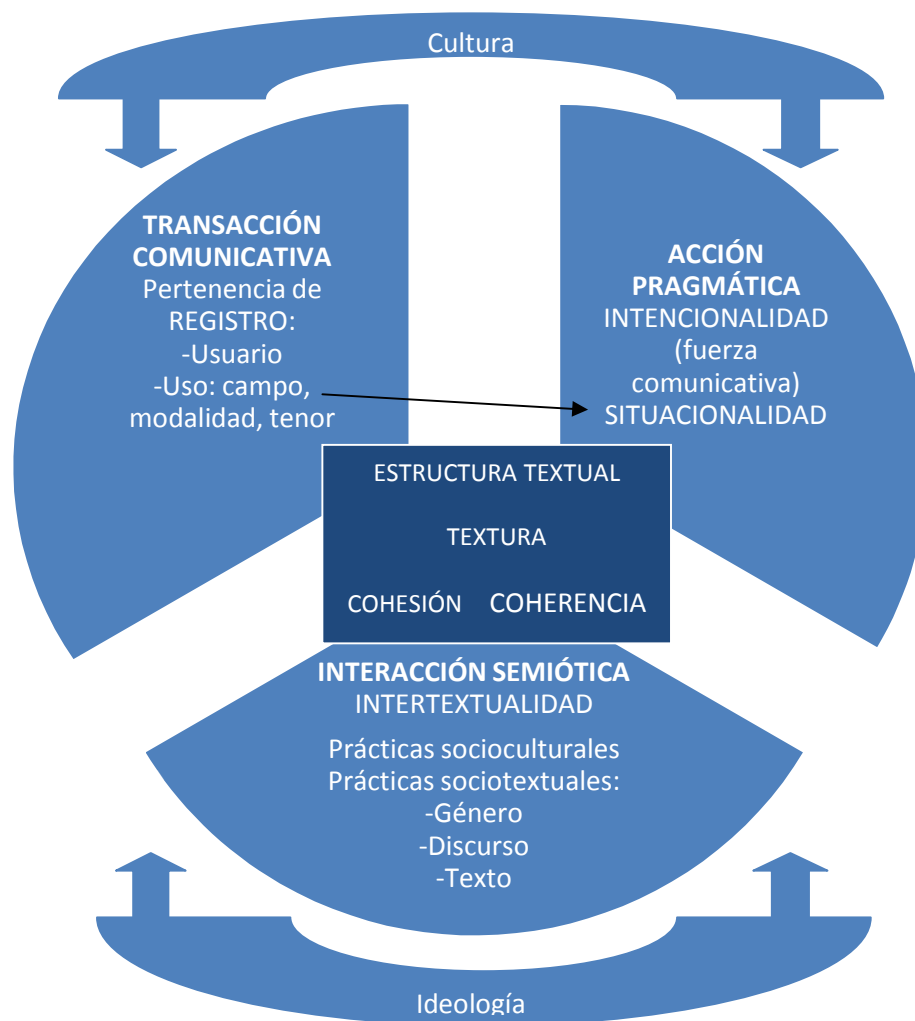 Cultura
TRANSACCIÓN
COMUNICATIVA
Pertenencia de
REGISTRO:
-Usuario
-Uso: campo,
modalidad, tenor
ACCIÓN
PRAGMÁTICA
INTENCIONALIDAD
(fuerza
comunicativa)
SITUACIONALIDAD
ESTRUCTURA TEXTUAL
TEXTURA
COHESIÓN COHERENCIA
INTERACCIÓN SEMIÓTICA
INTERTEXTUALIDAD
Prácticas socioculturales
Prácticas sociotextuales:
-Género
-Discurso
-Texto
Ideología